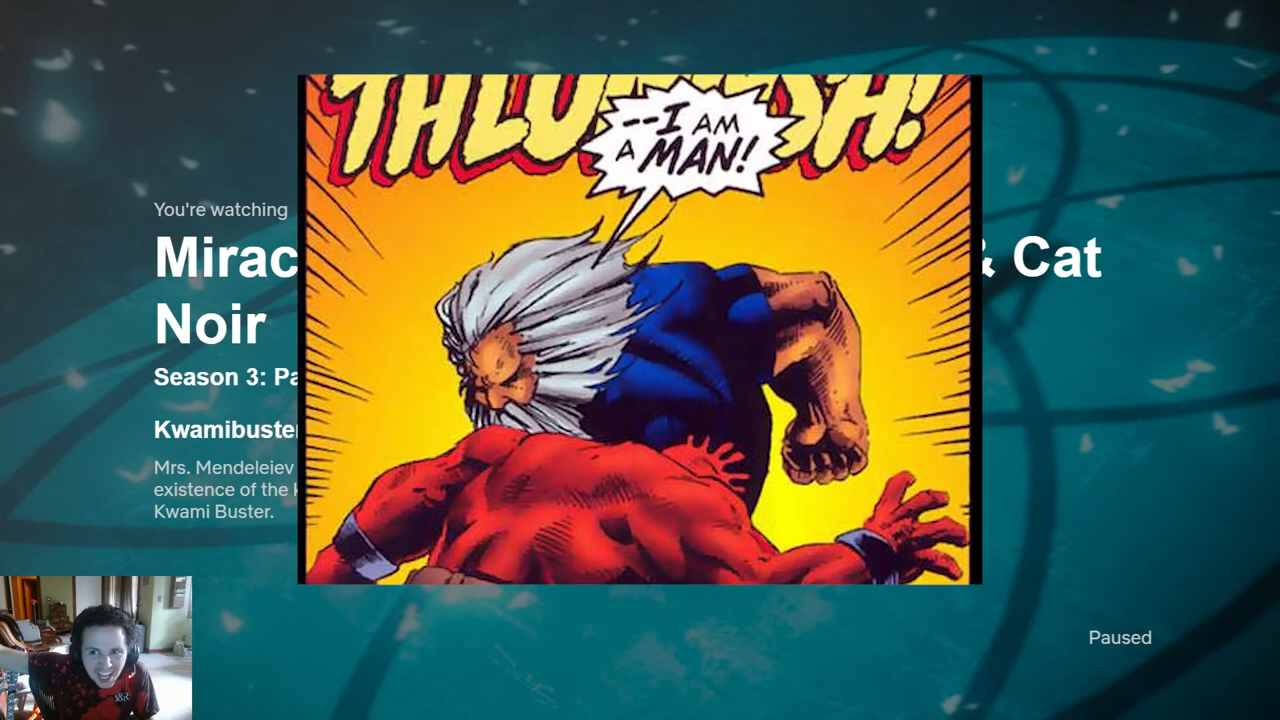 --I AM
A MAN!
You're watching
Mirac & Cat
Noir
Season 3: Pa
Kwamibuster
Mrs. Mendeleiev
existence of the
Kwami Buster.
Paused